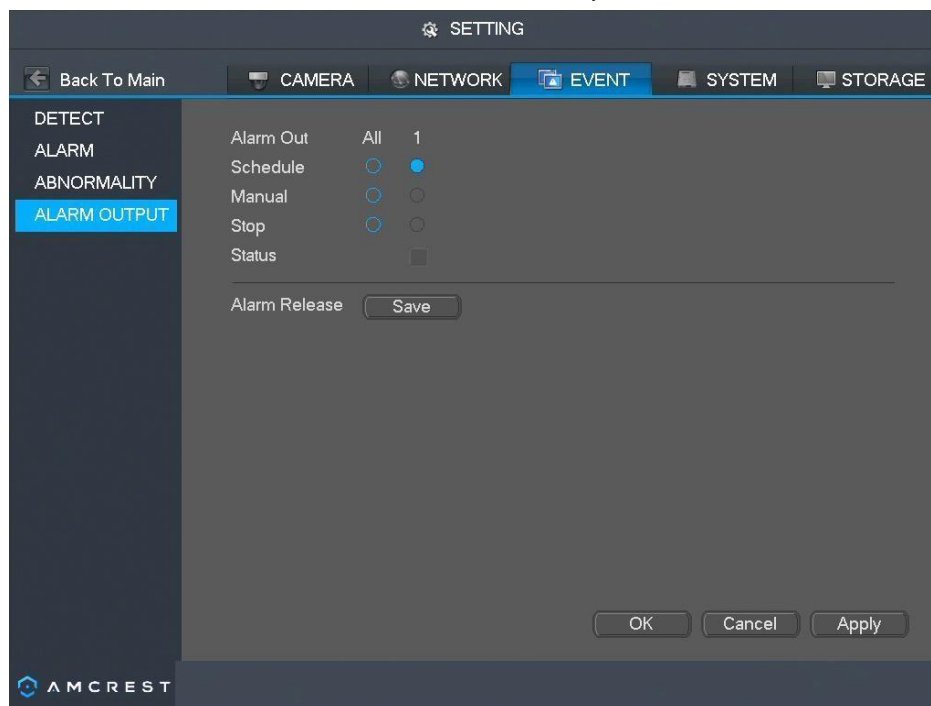 SETTING
Back To Main CAMERA NETWORK EVENT SYSTEM STORAGE
DETECT
ALARM
ABNORMALITY
ALARM OUTPUT
Alarm Out All 1
Schedule
Manual
Stop
Status
Alarm Release Save
OK Cancel Apply
AMCREST